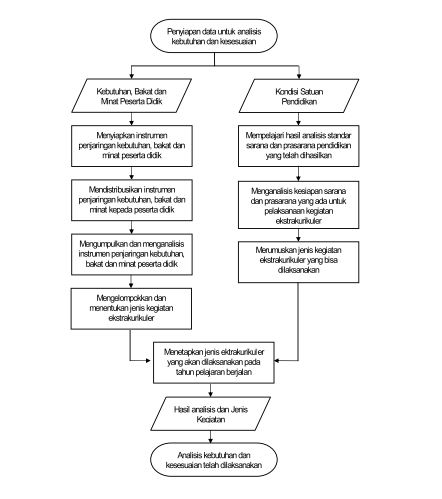 Penyiapan data untuk analisis
kebutuhan dan kesesuaian
Kebutuhan, Bakat dan
Minat Peserta Didik
Menyiapkan instrumen
penjaringan kebutuhan, bakat dan
minat peserta didik
Mendistribusikan instrumen
penjaringan kebutuhan, bakat dan
minat kepada peserta didik
Mengumpulkan dan menganalisis
instrumen penjaringan kebutuhan,
bakat dan minat peserta didik
Mengelompokkan dan
menentukan jenis kegiatan
ekstrakurikuler
Kondisi Satuan
Pendidikan
Mempelajari hasil analisis standar
sarana dan prasarana pendidikan
yang telah dihasilkan
Menganalisis kesiapan sarana
dan prasarana yang ada untuk
pelaksanaan kegiatan
ekstrakurikuler
Merumuskan jenis kegiatan
ekstrakurikuler yang bisa
dilaksanakan
Menetapkan jenis ektrakurikuler
yang akan dilaksanakan pada
tahun pelajaran berjalan
Hasil analisis dan Jenis
Kegiatan
Analisis kebutuhan dan
kesesuaian telah dilaksanakan